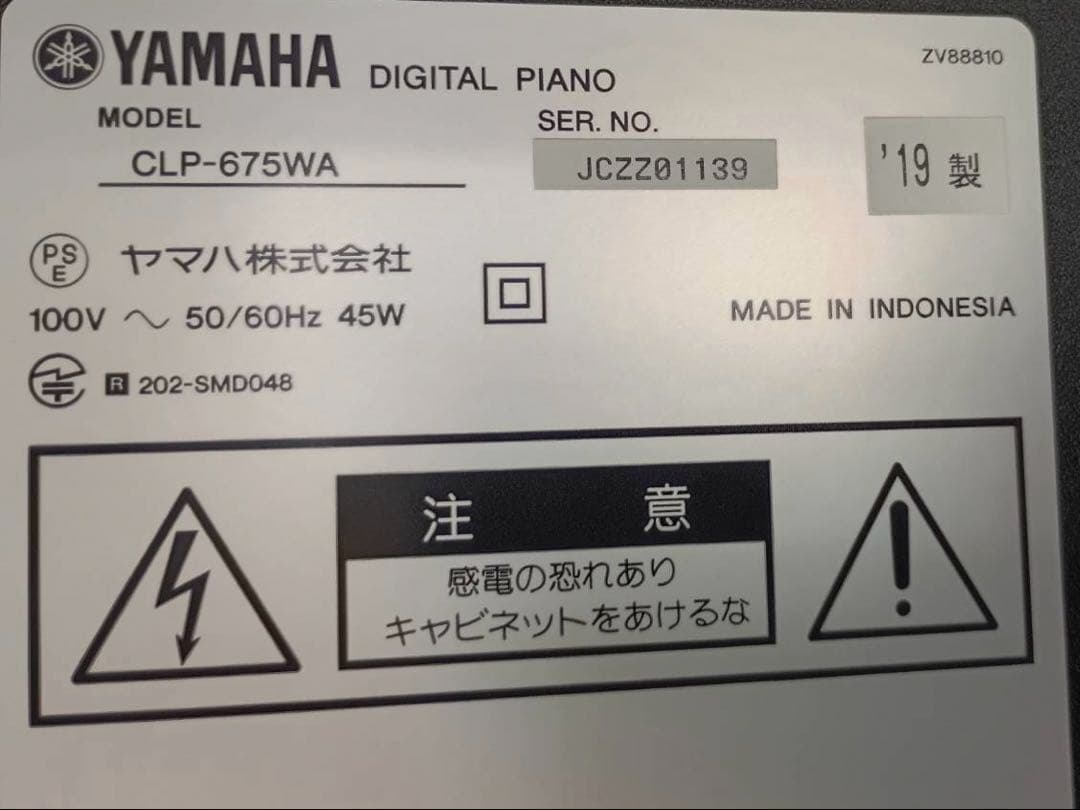 YAMAHA DIGITAL PIANO
ZV88810
MODEL
CLP-675WA
SER. NO.
JCZZ01139
'19 製
PSE ヤマハ株式会社
100V ～ 50/60Hz 45W
MADE IN INDONESIA
R 202-SMD048
注 意
感電の恐れあり
キャビネットをあけるな